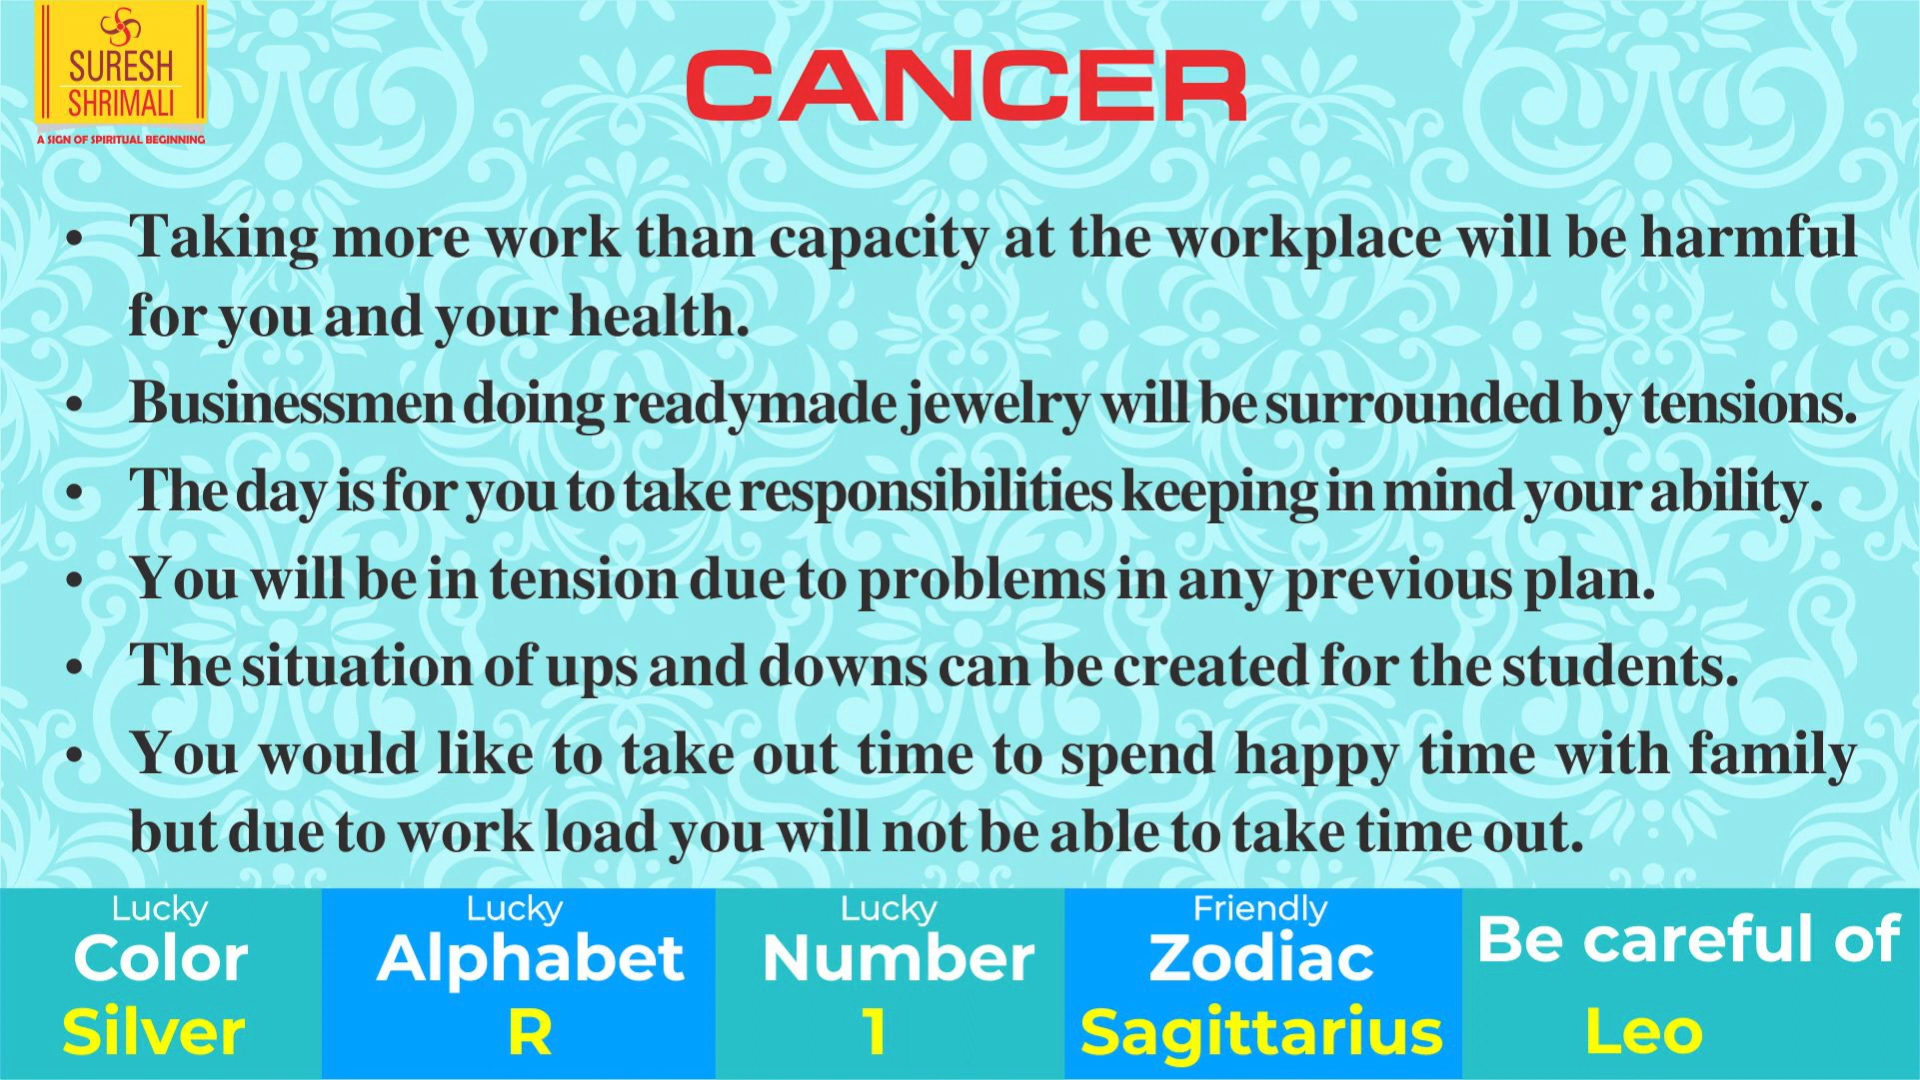 SURESH
SHRIMALI
A SIGN OF SPIRITUAL BEGINNING
CANCER
• Taking more work than capacity at the workplace will be harmful
for you and your health.
• Businessmen doing readymade jewelry will be surrounded by tensions.
• The day is for you to take responsibilities keeping in mind your ability.
• You will be in tension due to problems in any previous plan.
• The situation of ups and downs can be created for the students.
• You would like to take out time to spend happy time with family
but due to work load you will not be able to take time out.
Lucky
Color
Silver
Lucky
Alphabet
R
Lucky
Number
1
Friendly
Zodiac
Sagittarius
Be careful of
Leo